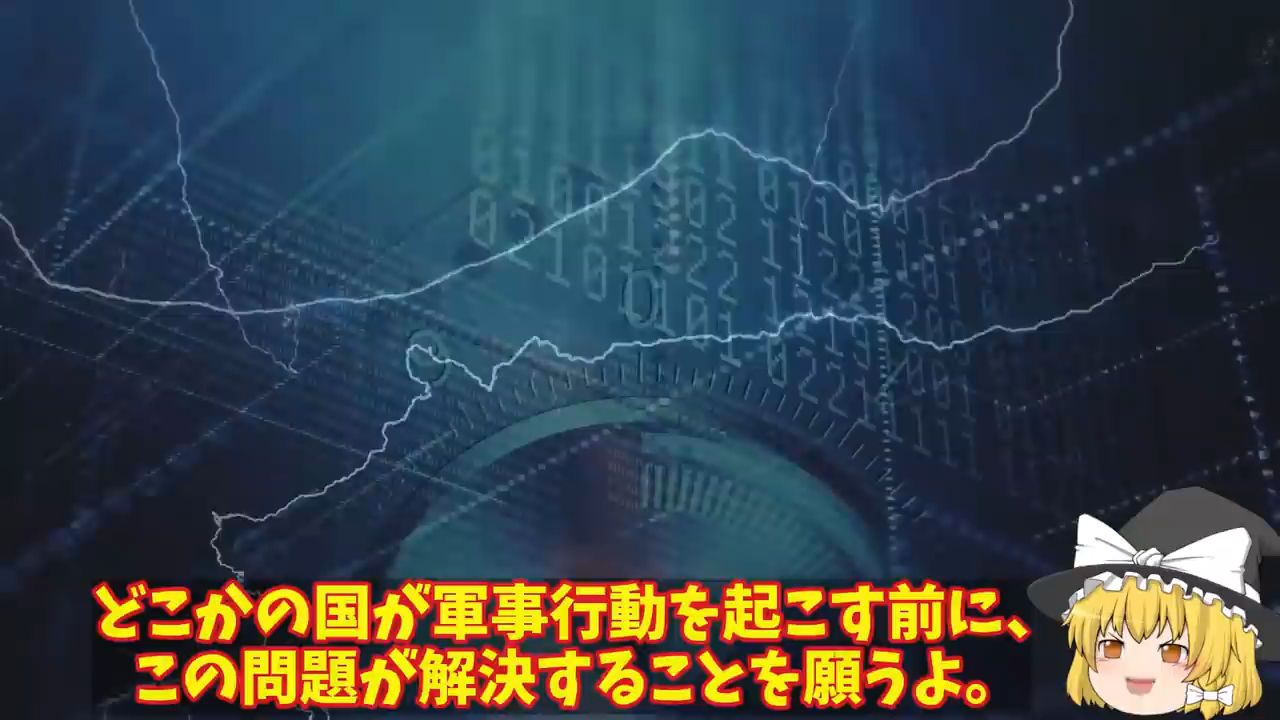 どこかの国が軍事行動を起こす前に、
この問題が解決することを願うよ。